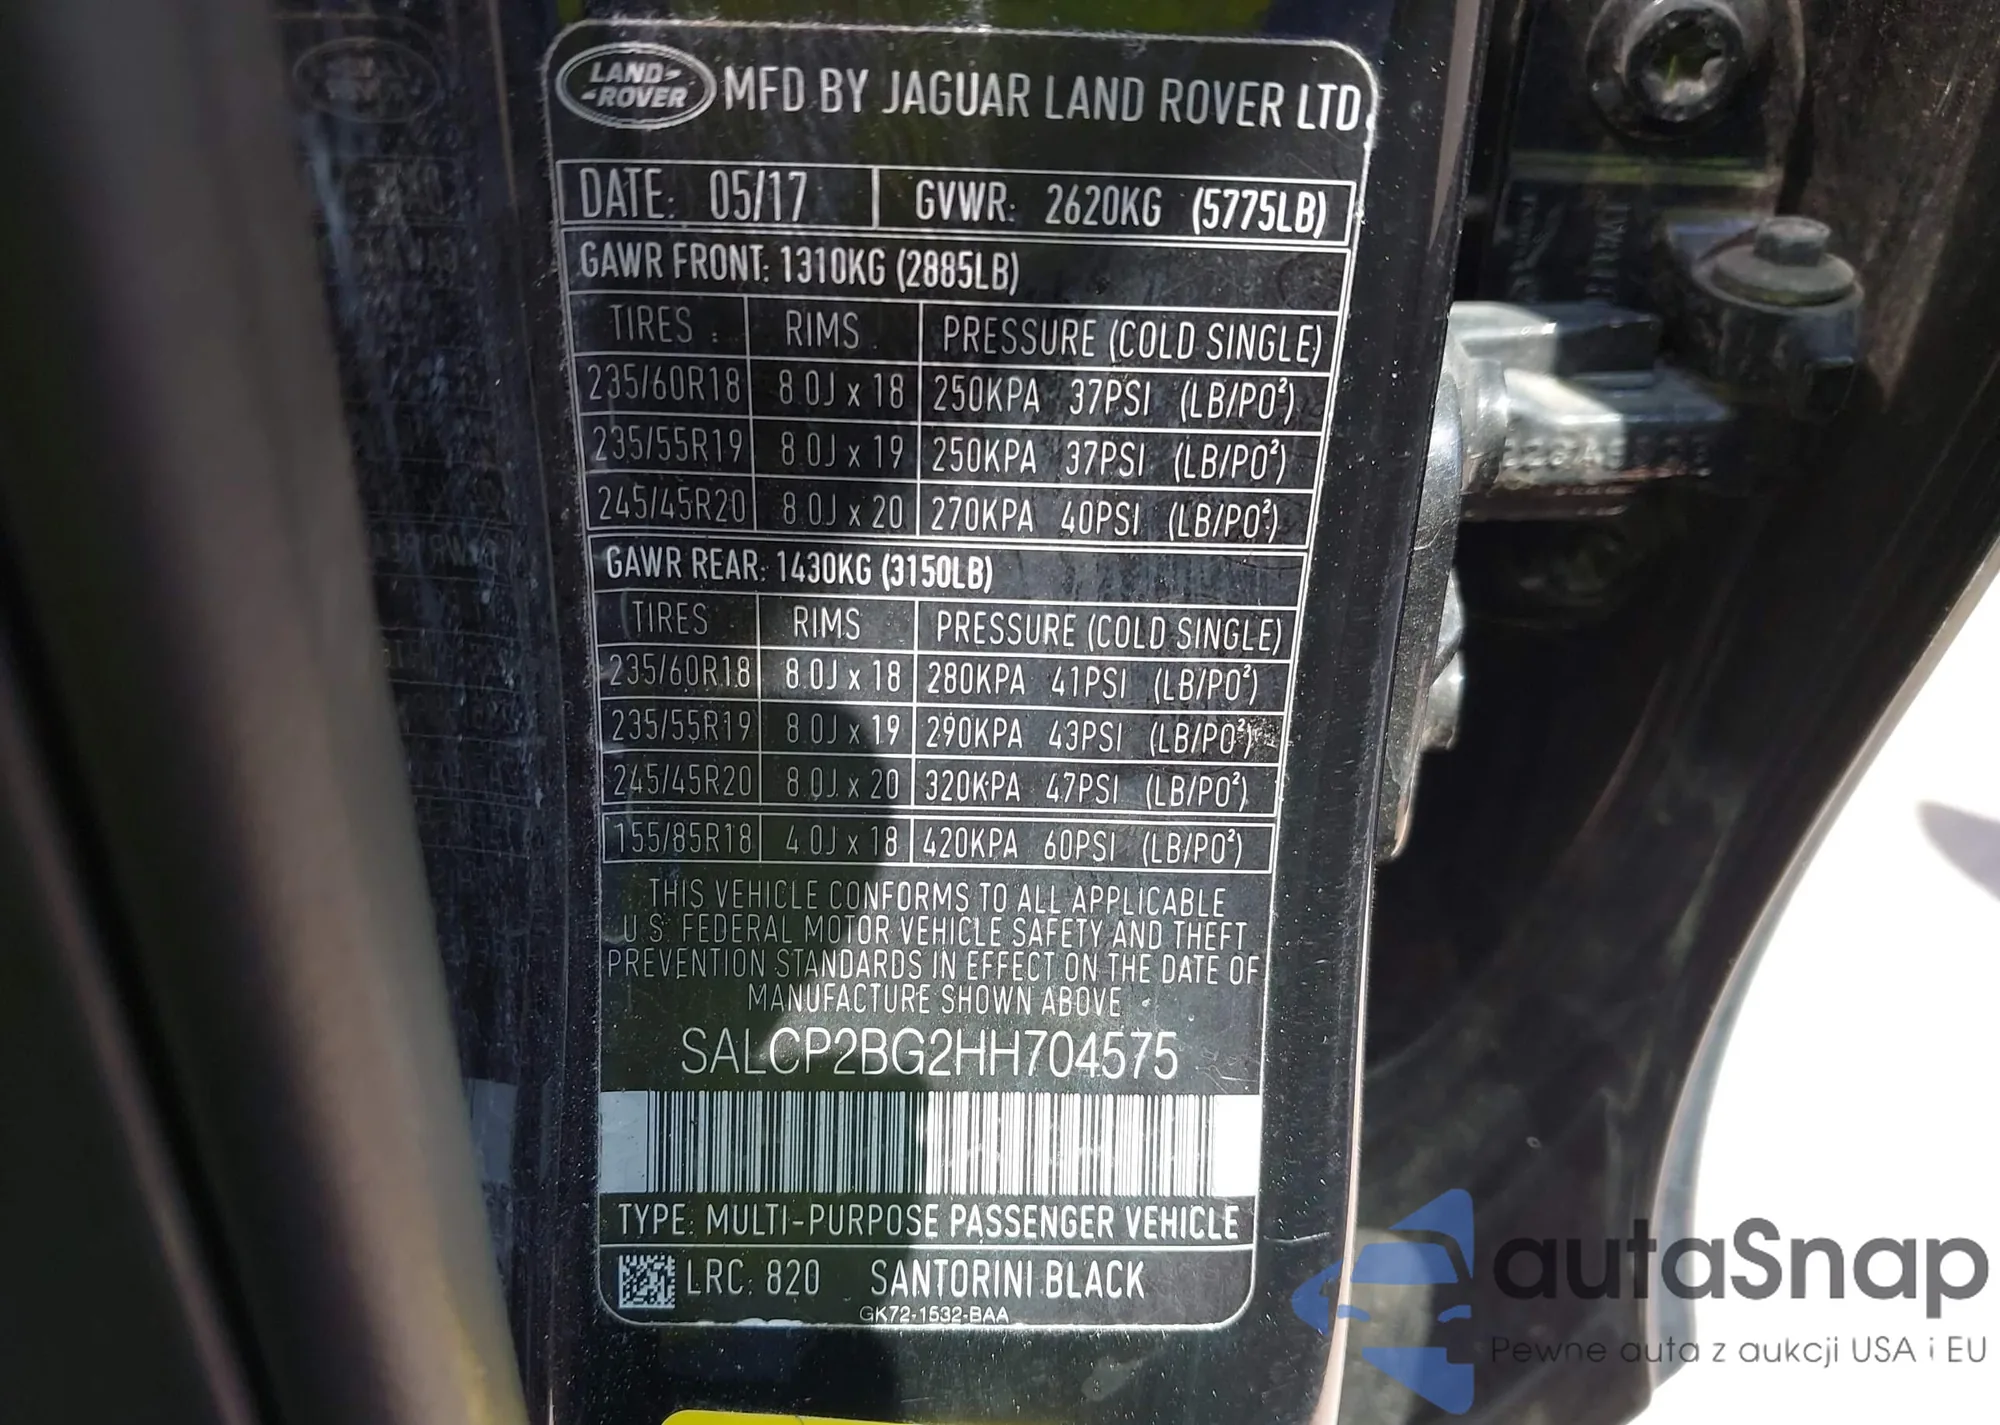 LAND-
-ROVER
MFD BY JAGUAR LAND ROVER LTD.
DATE: 05/17 GVWR: 2620KG (5775LB)
GAWR FRONT: 1310KG (2885LB)
TIRES RIMS PRESSURE (COLD SINGLE)
235/60R18 8.0J x 18 250KPA 37PSI (LB/PO²)
235/55R19 8.0J x 19 250KPA 37PSI (LB/PO²)
245/45R20 8.0J x 20 270KPA 40PSI (LB/PO²)
GAWR REAR: 1430KG (3150LB)
TIRES RIMS PRESSURE (COLD SINGLE)
235/60R18 8.0J x 18 280KPA 41PSI (LB/PO²)
235/55R19 8.0J x 19 290KPA 43PSI (LB/PO²)
245/45R20 8.0J x 20 320KPA 47PSI (LB/PO²)
155/85R18 4.0J x 18 420KPA 60PSI (LB/PO²)
THIS VEHICLE CONFORMS TO ALL APPLICABLE
U.S. FEDERAL MOTOR VEHICLE SAFETY AND THEFT
PREVENTION STANDARDS IN EFFECT ON THE DATE OF
MANUFACTURE SHOWN ABOVE
SALCP2BG2HH704575
TYPE: MULTI-PURPOSE PASSENGER VEHICLE
LRC: 820 SANTORINI BLACK
GK72-1532-BAA
autaSnap
Pewne auta z aukcji USA i EU